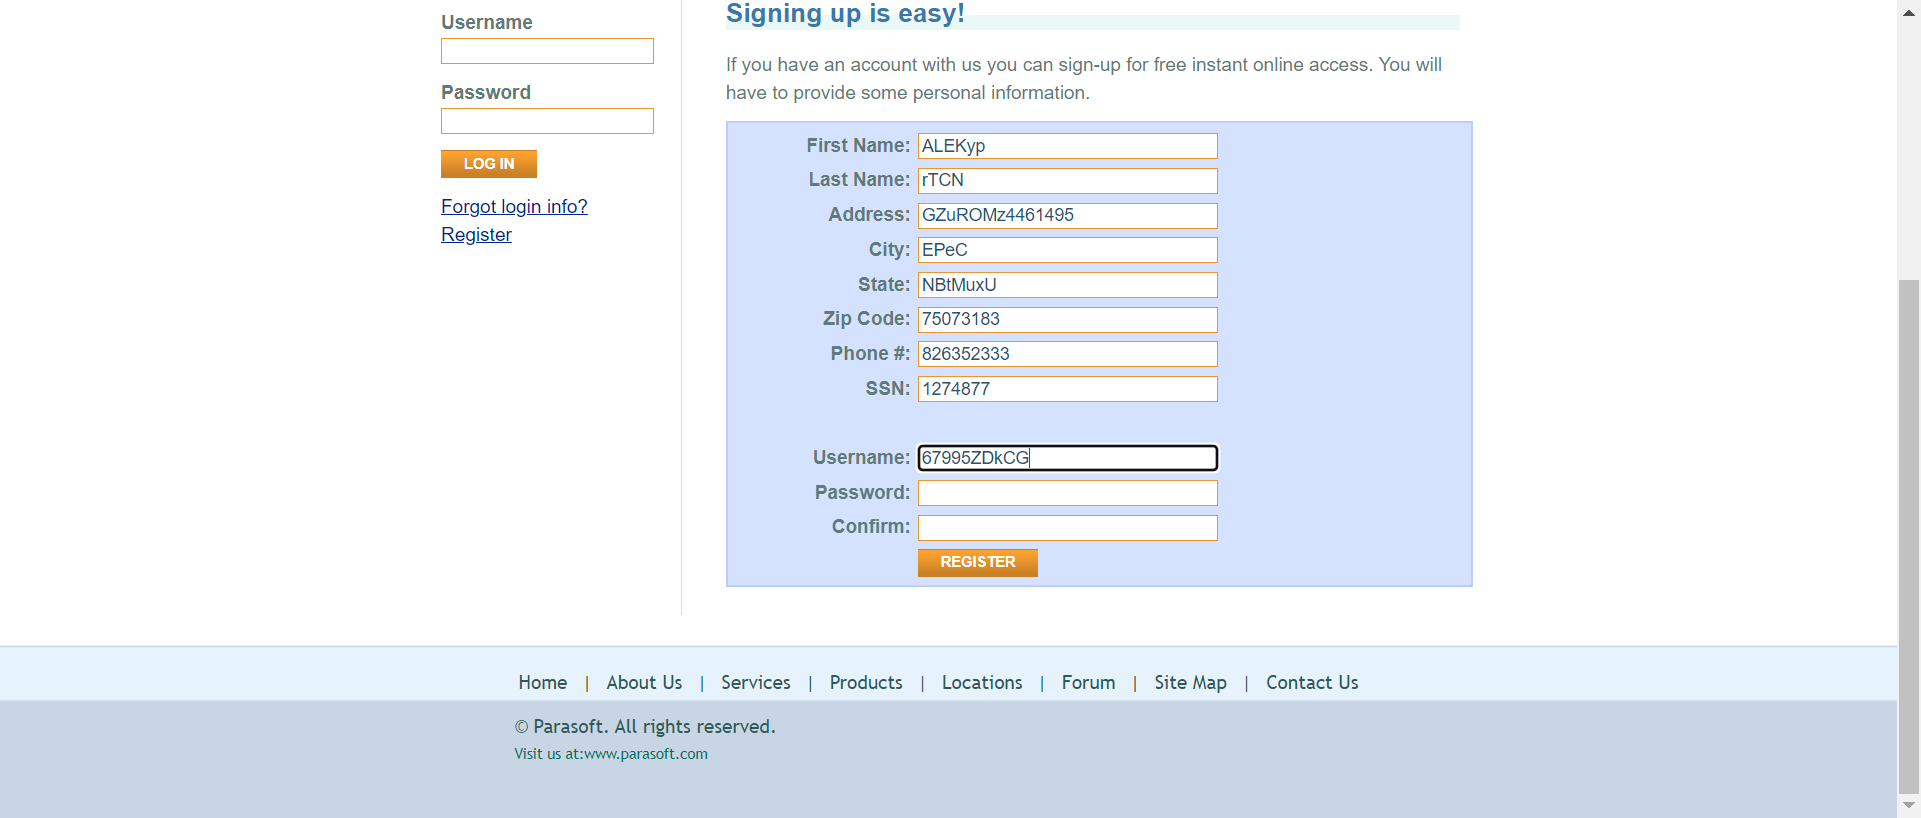 Username
Password
LOG IN
Forgot login info?
Register
Signing up is easy!
If you have an account with us you can sign-up for free instant online access. You will
have to provide some personal information.
First Name: ALEKyp
Last Name: rTCN
Address: GZuROMz4461495
City: EPeC
State: NBtMuxU
Zip Code: 75073183
Phone #: 826352333
SSN: 1274877
Username: 67995ZDkCG
Password:
Confirm:
REGISTER
Home | About Us | Services | Products | Locations | Forum | Site Map | Contact Us
© Parasoft. All rights reserved.
Visit us at:www.parasoft.com